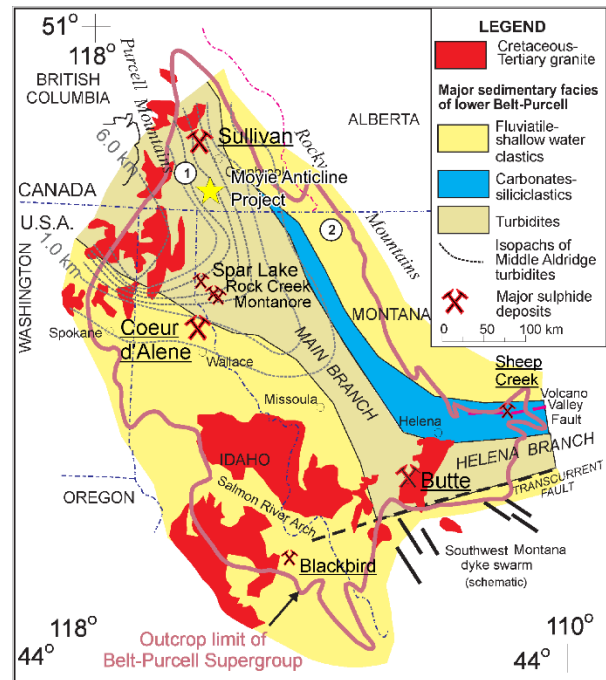 51°
118°
BRITISH
COLUMBIA
Purcell Mountains
6.0 km
Sullivan
Rocky
Mountains
ALBERTA
1
Moyie Anticline
Project
CANADA
U.S.A.
1.0 km
2
WASHINGTON
Spar Lake
Rock Creek
Montanore
MONTANA
Coeur
d'Alene
Spokane
Wallace
MAIN BRANCH
Missoula
Helena
Sheep
Creek
Volcano
Valley
Fault
HELENA BRANCH
IDAHO
Butte
TRANSCURRENT
FAULT
OREGON
Salmon River Arch
Blackbird
Southwest Montana
dyke swarm
(schematic)
Outcrop limit of
Belt-Purcell Supergroup
118°
44°
110°
44°
LEGEND
Cretaceous-
Tertiary granite
Major sedimentary facies
of lower Belt-Purcell
Fluviatile-
shallow water
clastics
Carbonates-
siliciclastics
Turbidites
Isopachs of
Middle Aldridge
turbidites
Major sulphide
deposits
0 50 100 km